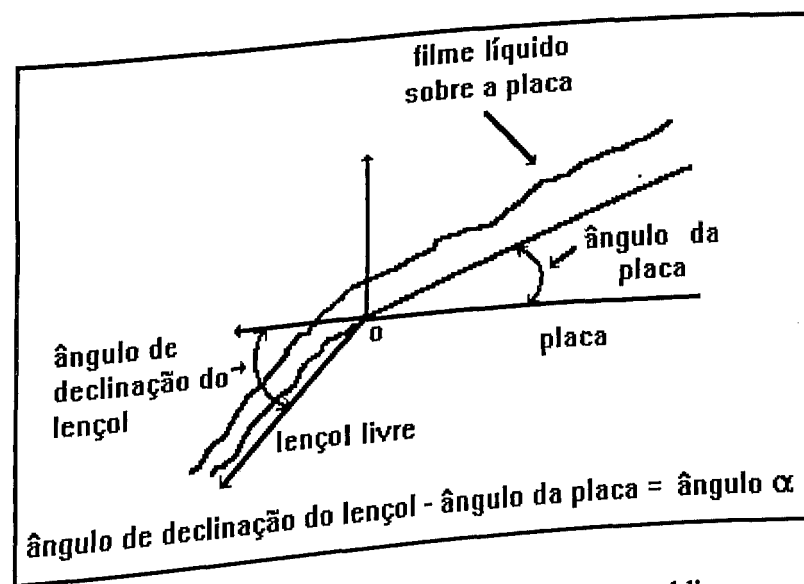 filme líquido
sobre a placa
ângulo da
placa
o
placa
ângulo de
declinação do
lençol
lençol livre
ângulo de declinação do lençol - ângulo da placa = ângulo α